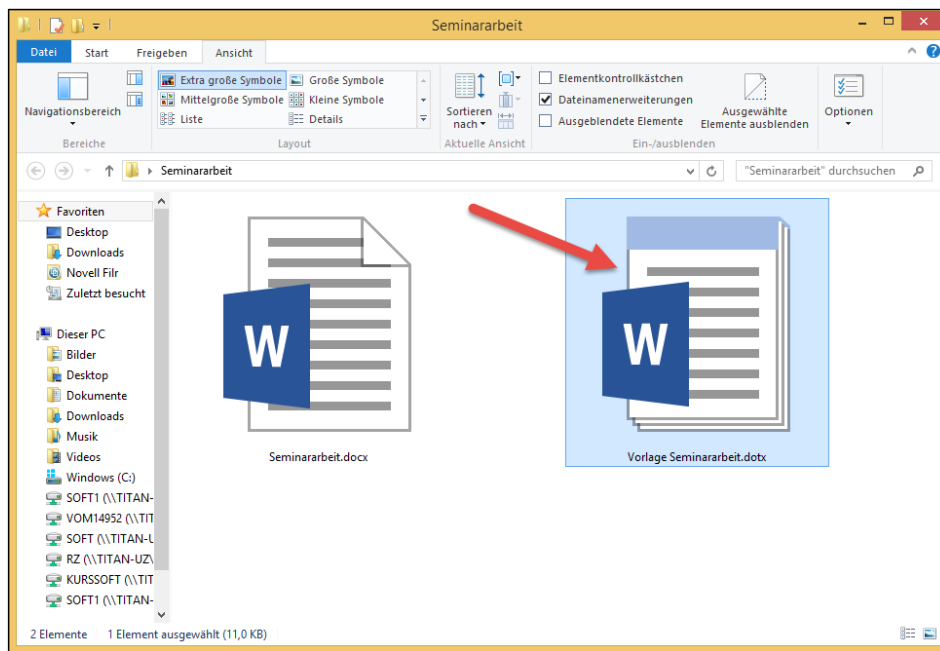 Seminararbeit
Datei Start Freigeben Ansicht
Navigationsbereich
Bereiche
Extra große Symbole Große Symbole
Mittelgroße Symbole Kleine Symbole
Liste Details
Layout
Sortieren
nach
Aktuelle Ansicht
Elementkontrollkästchen
Dateinamenerweiterungen
Ausgeblendete Elemente
Ausgewählte
Elemente ausblenden
Ein-/ausblenden
Optionen
Seminararbeit
"Seminararbeit" durchsuchen
Favoriten
Desktop
Downloads
Novell Filr
Zuletzt besucht
Dieser PC
Bilder
Desktop
Dokumente
Downloads
Musik
Videos
Windows (C:)
SOFT1 (\\TITAN-
VOM14952 (\\TIT
SOFT (\\TITAN-U
RZ (\\TITAN-UZ\
KURSSOFT (\\TIT
SOFT1 (\\TITAN-
W
Seminararbeit.docx
W
Vorlage Seminararbeit.dotx
2 Elemente 1 Element ausgewählt (11,0 KB)